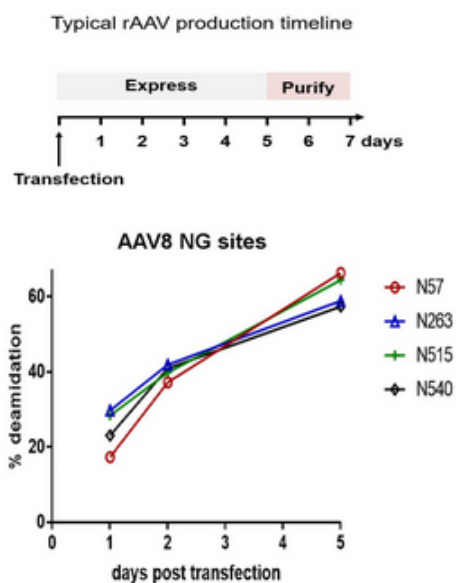 Typical rAAV production timeline
Express Purify
1 2 3 4 5 6 7 days
Transfection
AAV8 NG sites
% deamidation
60
40
20
0
0 1 2 3 4 5
days post transfection
N57
N263
N515
N540